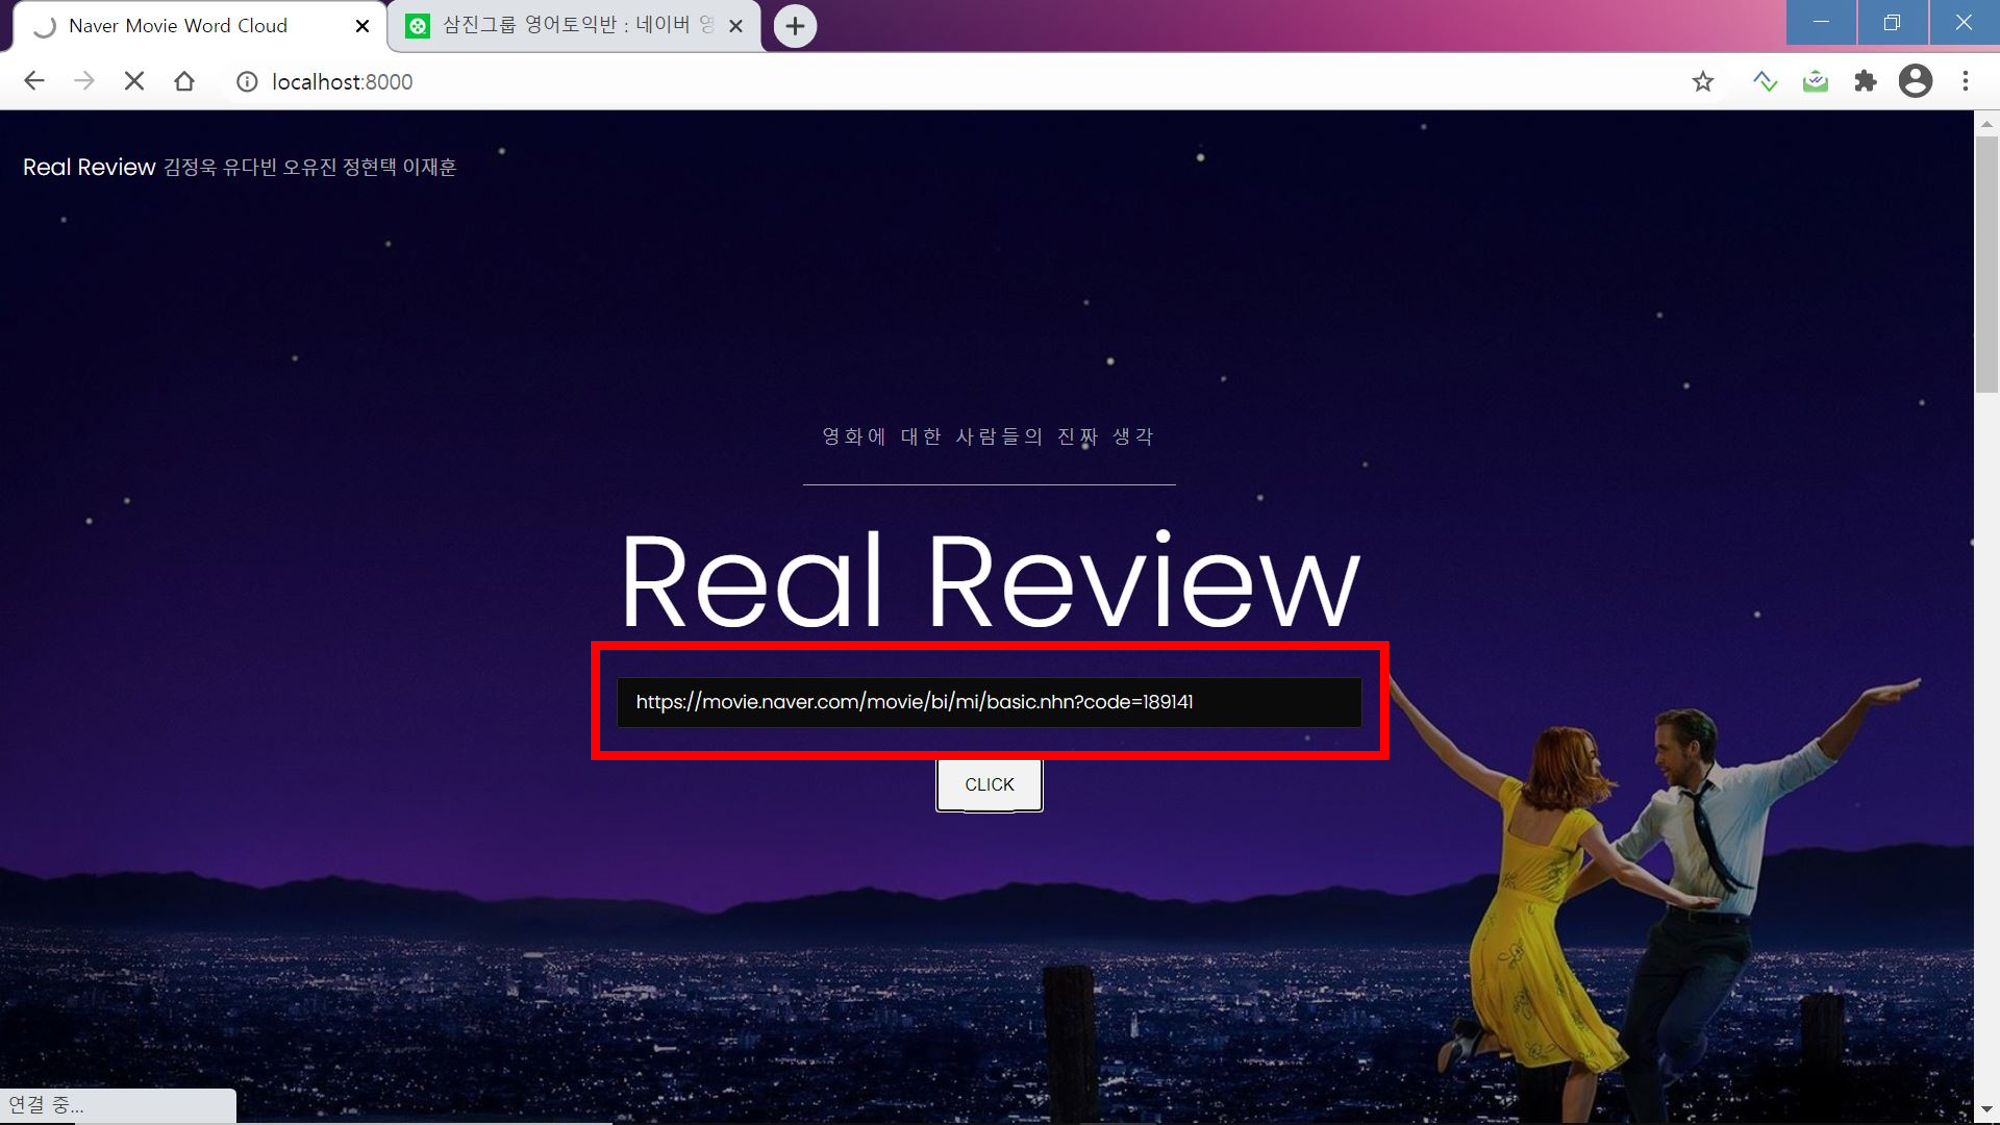 Naver Movie Word Cloud
삼진그룹 영어토익반 : 네이버 영
localhost:8000
Real Review 김정욱 유다빈 오유진 정현택 이재훈
영화에 대한 사람들의 진짜 생각
Real Review
https://movie.naver.com/movie/bi/mi/basic.nhn?code=189141
CLICK
연결 중...